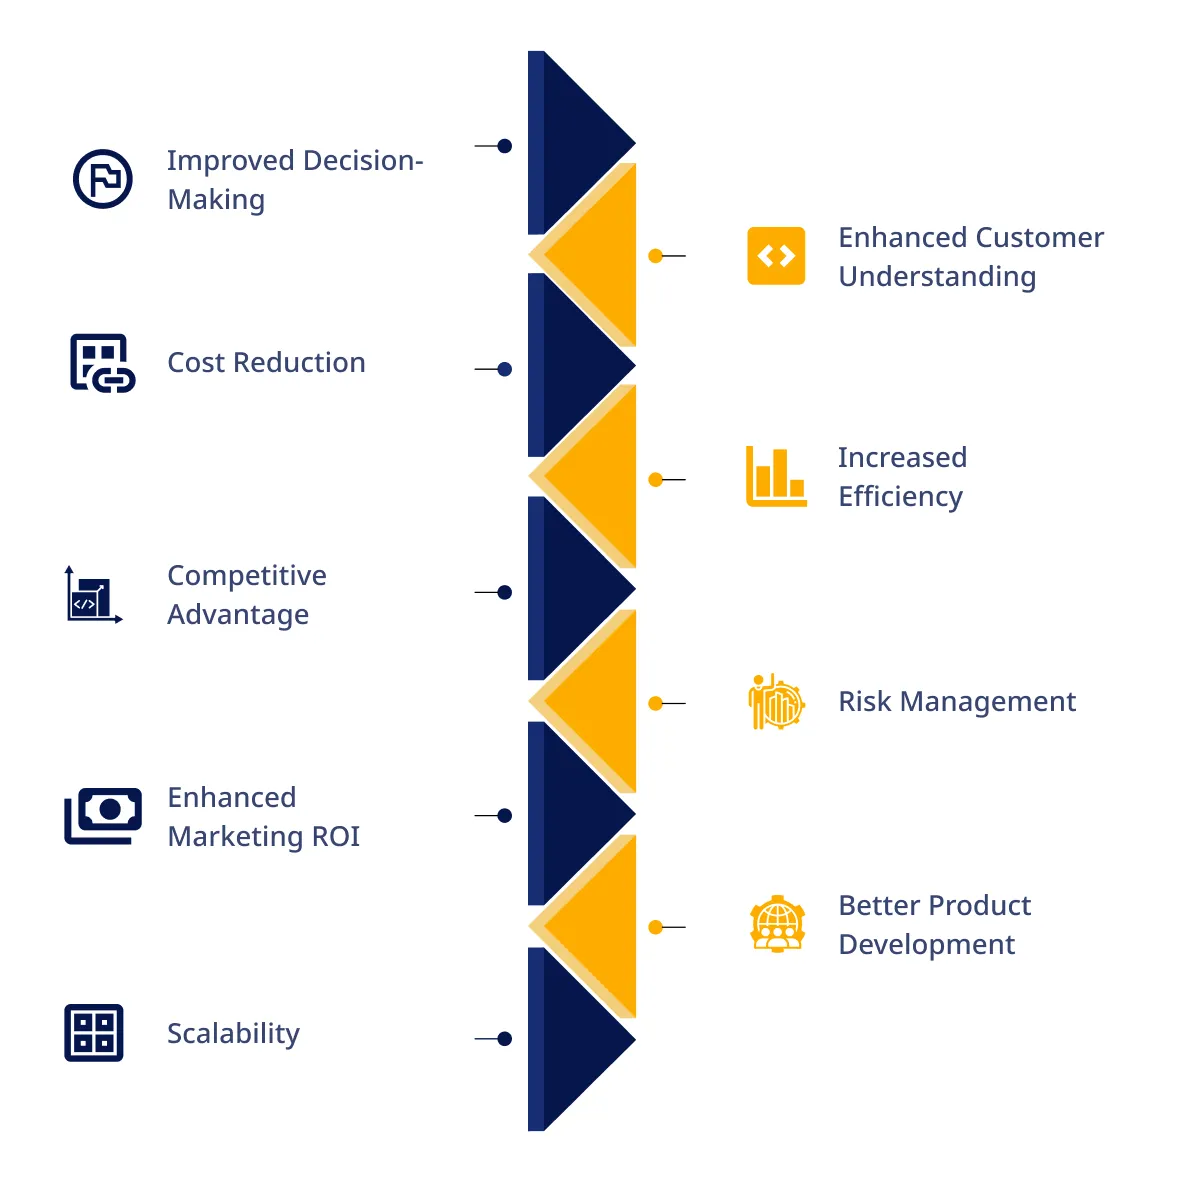 Improved Decision-
Making
Enhanced Customer
Understanding
Cost Reduction
Increased
Efficiency
Competitive
Advantage
Risk Management
Enhanced
Marketing ROI
Better Product
Development
Scalability